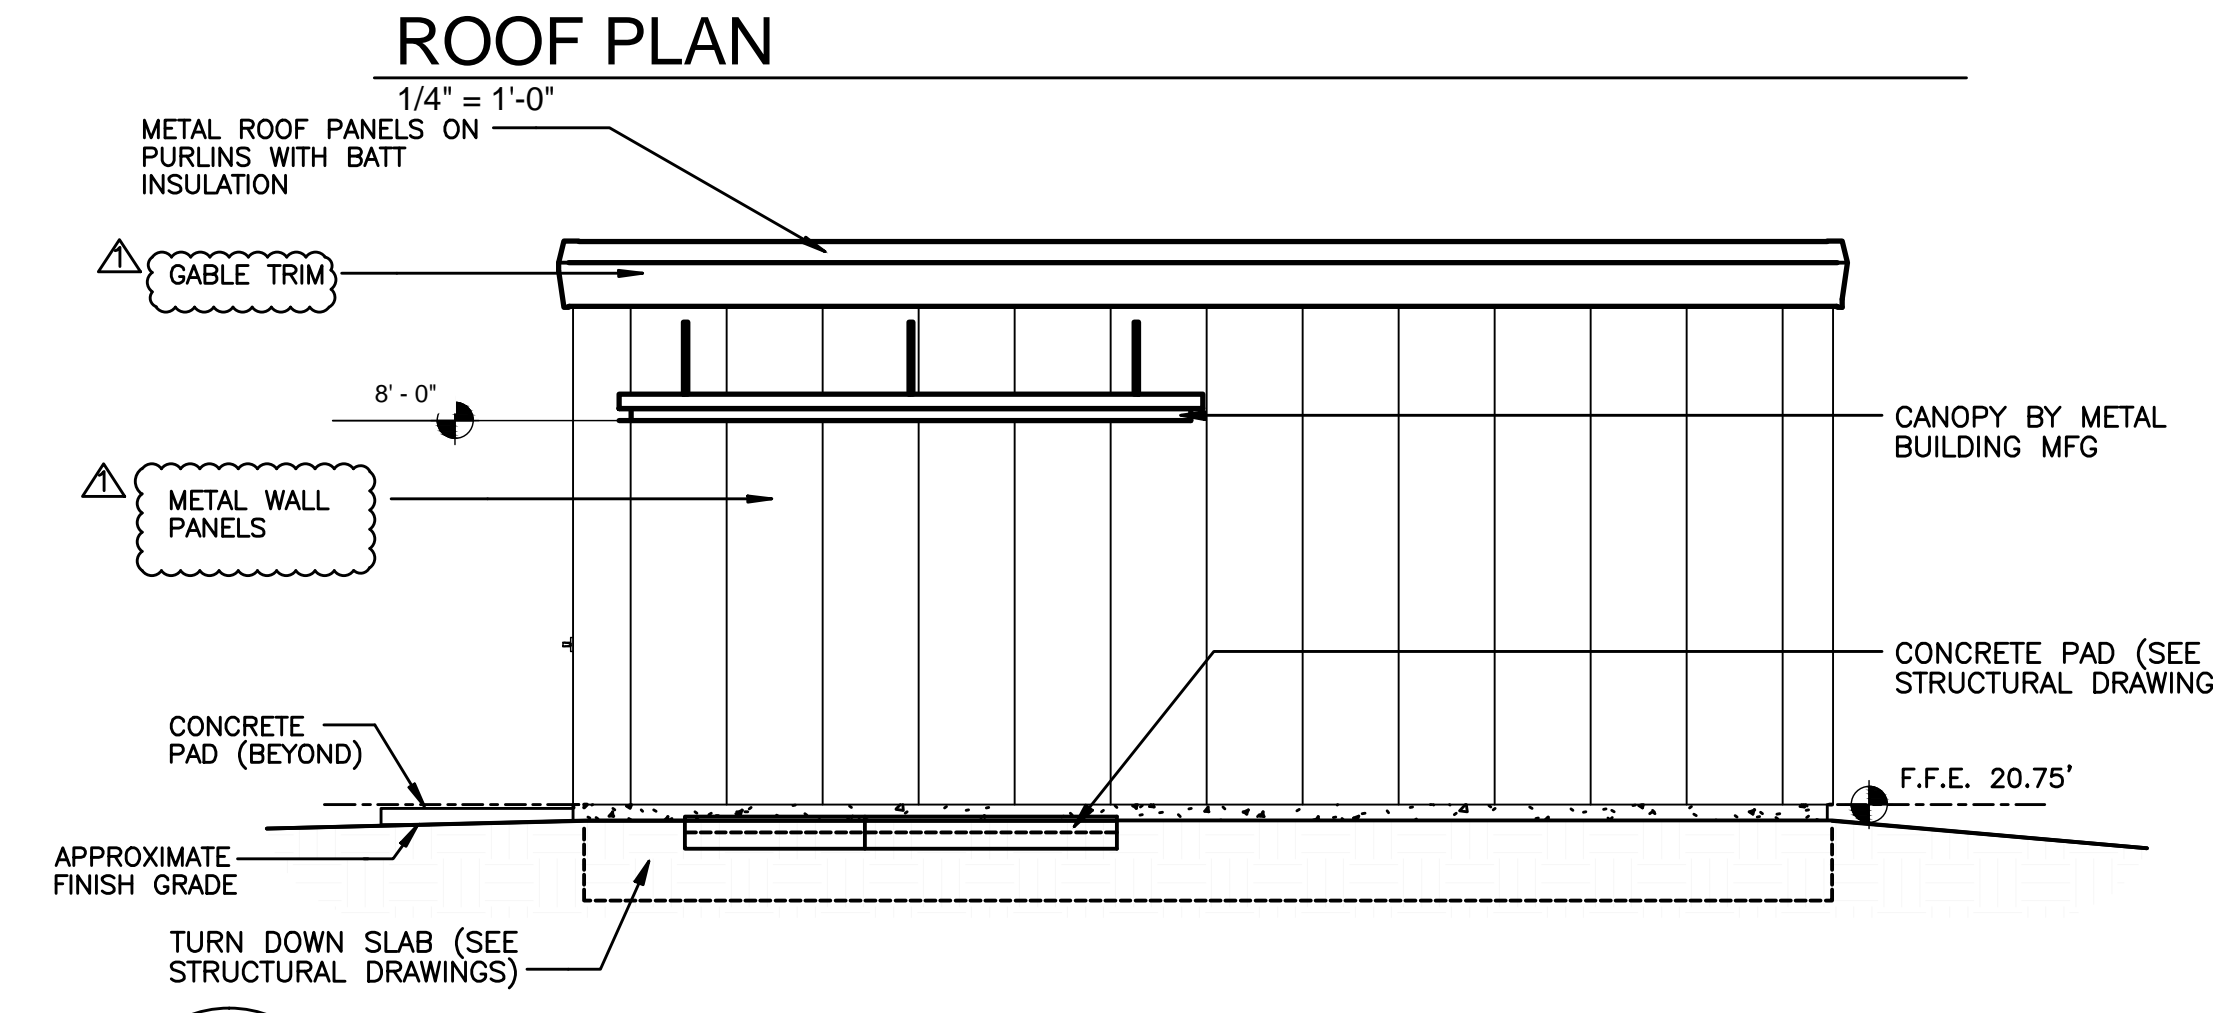 ROOF PLAN
1/4" = 1'-0"
METAL ROOF PANELS ON
PURLINS WITH BATT
INSULATION
1
GABLE TRIM
8' - 0"
CANOPY BY METAL
BUILDING MFG
1
METAL WALL
PANELS
CONCRETE PAD (SEE
STRUCTURAL DRAWING
CONCRETE
PAD (BEYOND)
F.F.E. 20.75'
APPROXIMATE
FINISH GRADE
TURN DOWN SLAB (SEE
STRUCTURAL DRAWINGS)